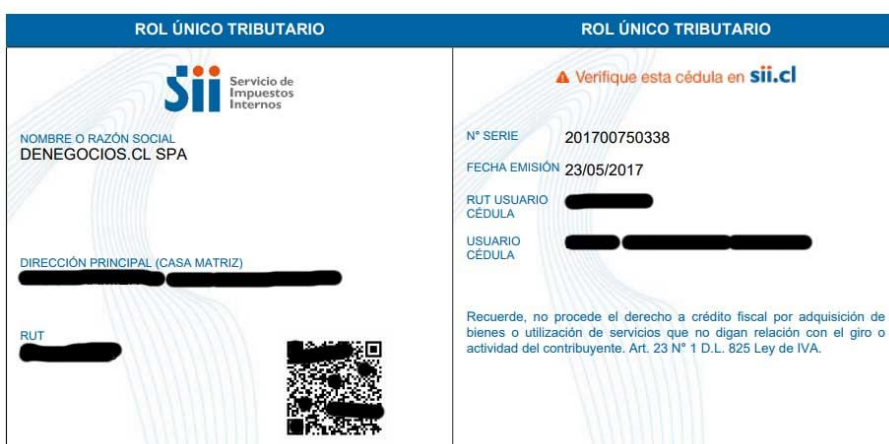 ROL ÚNICO TRIBUTARIO
sii
Servicio de
Impuestos
Internos
NOMBRE O RAZÓN SOCIAL
DENEGOCIOS.CL SPA
DIRECCIÓN PRINCIPAL (CASA MATRIZ)
RUT
ROL ÚNICO TRIBUTARIO
Verifique esta cédula en sii.cl
N° SERIE 201700750338
FECHA EMISIÓN 23/05/2017
RUT USUARIO
CÉDULA
USUARIO
CÉDULA
Recuerde, no procede el derecho a crédito fiscal por adquisición de
bienes o utilización de servicios que no digan relación con el giro o
actividad del contribuyente. Art. 23 N° 1 D.L. 825 Ley de IVA.